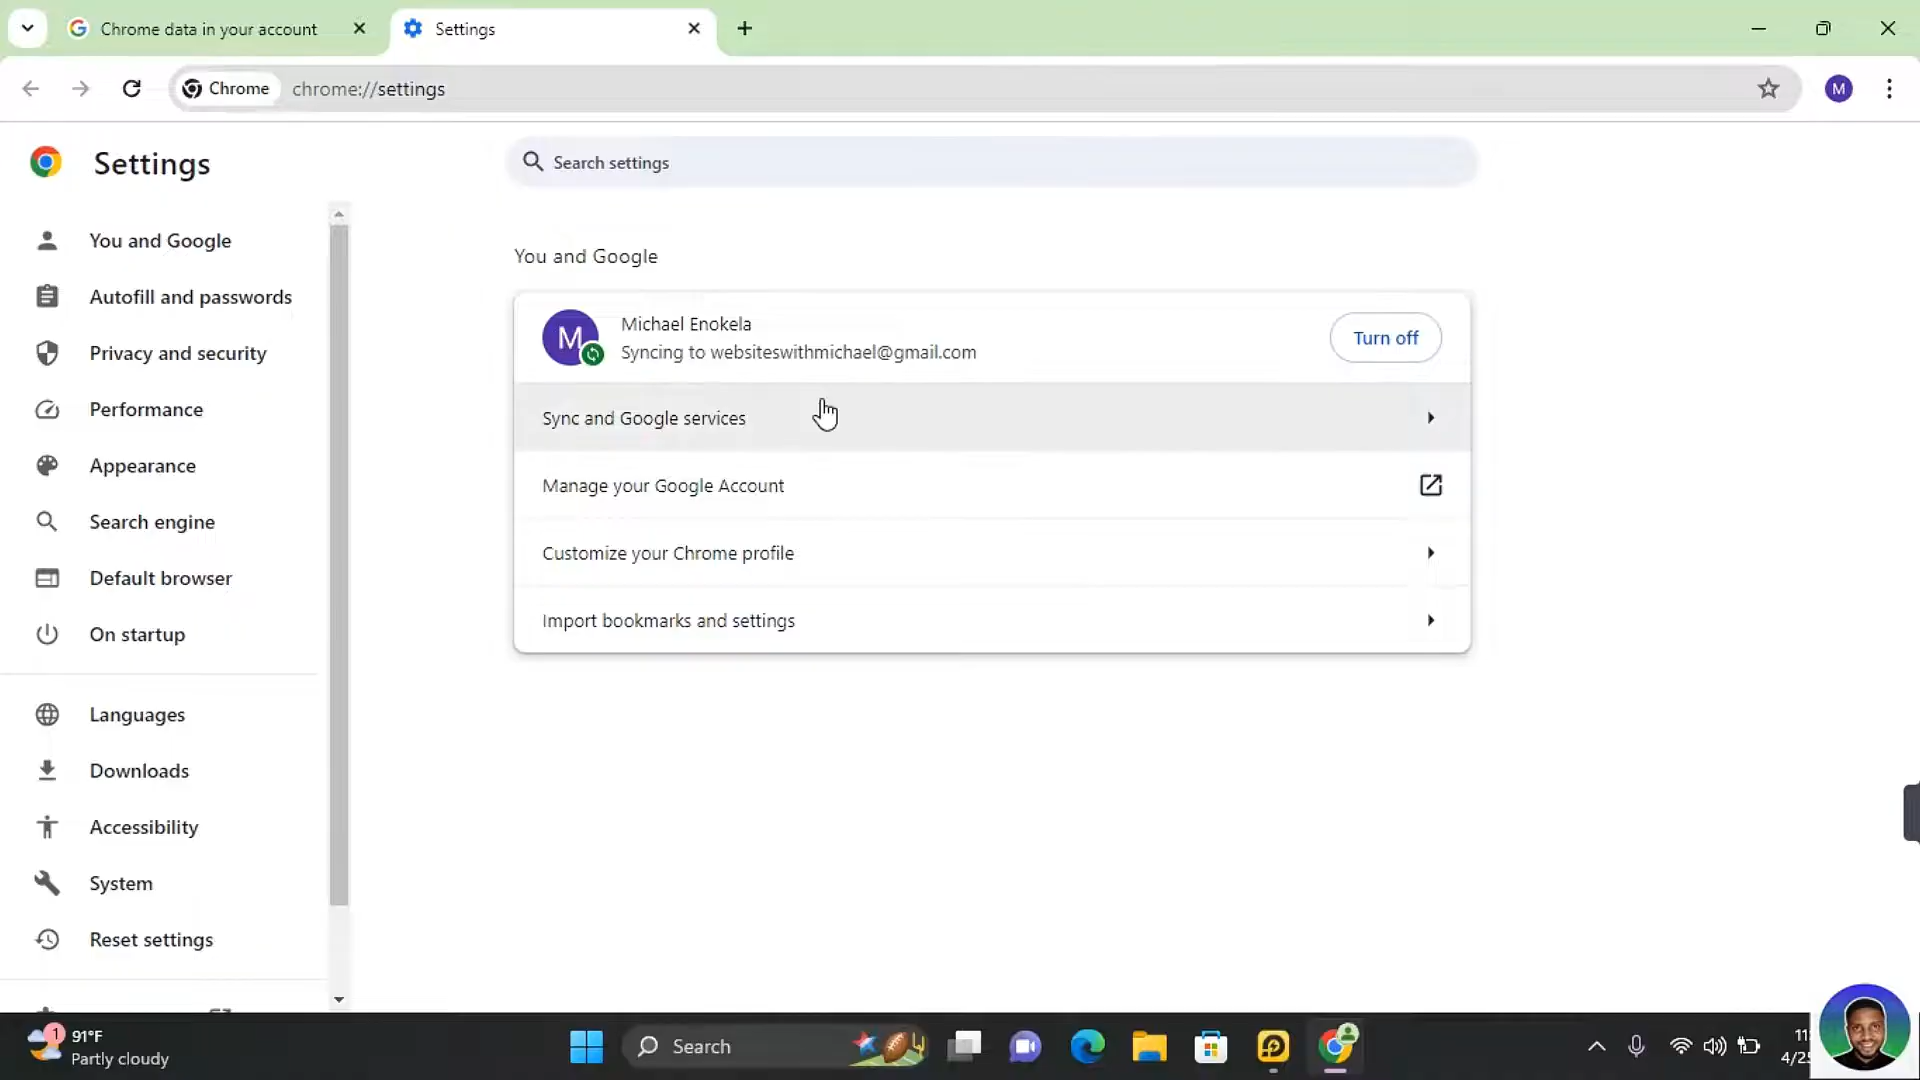 Chrome data in your account
Settings
Chrome
chrome://settings
M
Settings
Search settings
You and Google
Autofill and passwords
Privacy and security
Performance
Appearance
Search engine
Default browser
On startup
Languages
Downloads
Accessibility
System
Reset settings
You and Google
M
Michael Enokela
Syncing to websiteswithmichael@gmail.com
Turn off
Sync and Google services
Manage your Google Account
Customize your Chrome profile
Import bookmarks and settings
1
91°F
Partly cloudy
Search